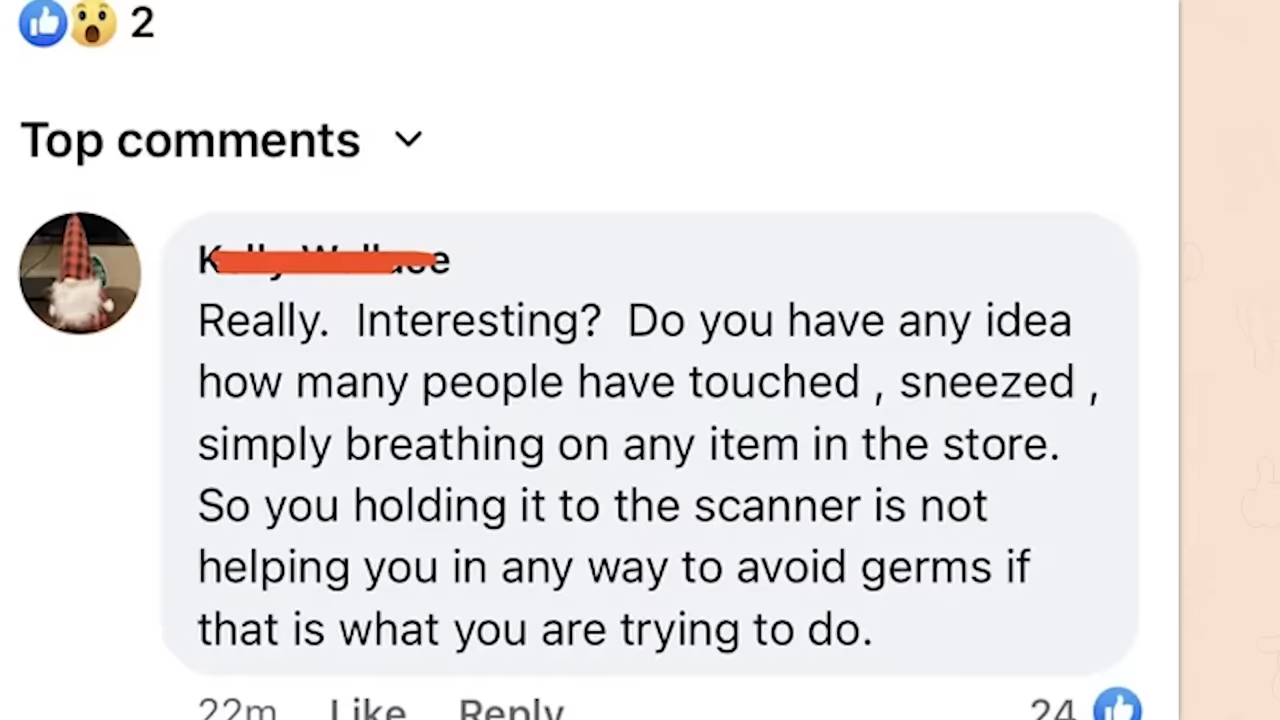 2
Top comments
Really. Interesting? Do you have any idea
how many people have touched , sneezed ,
simply breathing on any item in the store.
So you holding it to the scanner is not
helping you in any way to avoid germs if
that is what you are trying to do.
22m Like Reply 24